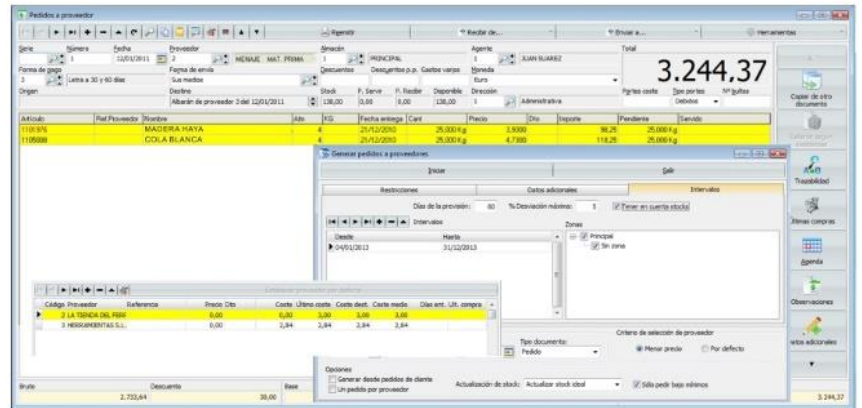 Pedidos a proveedor
Agenda
Reemitir
Recibir de...
Enviar a...
Herramientas
Serie Número Fecha Proveedor Almacén Agente Total
1 12/01/2011 2 MENAJE MAT. PRIMA 1 PRINCIPAL 1 JUAN SUAREZ
3.244,37
Forma de pago Forma de envío Descuentos Descuentos p.p. Gastos varios Moneda
3 Letra a 30 y 60 días Sus medios Euro
Portes coste Tipo portes Nº bultos
Debidos
Origen Destino Stock P. Servir P. Recibir Disponible Dirección
Albarán de proveedor 3 del 12/01/2011 138,00 0,00 0,00 138,00 1 Administrativa
Copiar de otro documento
Artículo Ref.Proveedor Nombre Alm KG Fecha entrega Cant Precio Dto Importe Pendiente Servido
1101976 MADERA HAYA 4 21/12/2010 25,000 Kg 3,9300 98,25 25,000 Kg
1105008 COLA BLANCA 4 21/12/2010 25,000 Kg 4,7300 118,25 25,000 Kg
Generar pedidos a proveedores
Iniciar Salir
Restricciones Datos adicionales Intervalos
Días de la previsión: 60 % Desviación máxima: 5 Tener en cuenta stocks
Intervalos Zonas
Desde Hasta
04/01/2013 31/12/2013
Principal
Sin zona
Trazabilidad
Últimas compras
Agenda
Observaciones
Datos adicionales
Código Proveedor Referencia Precio Dto Coste Último coste Coste dest. Coste medio Días ent. Ult. compra
2 LA TIENDA DEL FERR 0,00 0,00 3,00 3,00 3,00
3 HERRAMIENTAS S.L. 0,00 2,84 2,84 2,84 2,84
Criterio de selección de proveedor
Tipo documento:
Pedido Menor precio Por defecto
Opciones
Generar desde pedidos de cliente
Un pedido por proveedor
Actualización de stock: Actualizar stock ideal Sólo pedir bajo mínimos
Bruto Descuento Base
2.733,64 30,00 3.244,37